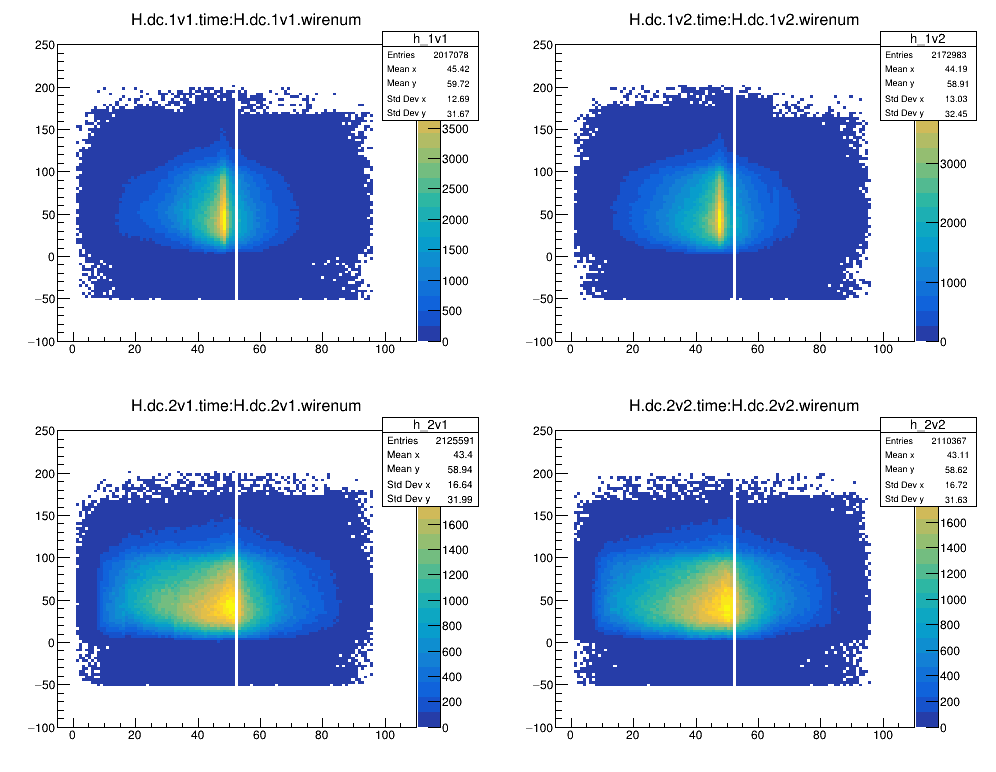 H.dc.1v1.time:H.dc.1v1.wirenum
h_1v1
Entries 2017078
Mean x 45.42
Mean y 59.72
Std Dev x 12.69
Std Dev y 31.67
250
200
150
100
50
0
−50
−100
0 20 40 60 80 100
3500
3000
2500
2000
1500
1000
500
0
H.dc.1v2.time:H.dc.1v2.wirenum
h_1v2
Entries 2172983
Mean x 44.19
Mean y 58.91
Std Dev x 13.03
Std Dev y 32.45
250
200
150
100
50
0
−50
−100
0 20 40 60 80 100
3000
2000
1000
0
H.dc.2v1.time:H.dc.2v1.wirenum
h_2v1
Entries 2125591
Mean x 43.4
Mean y 58.94
Std Dev x 16.64
Std Dev y 31.99
250
200
150
100
50
0
−50
−100
0 20 40 60 80 100
1600
1400
1200
1000
800
600
400
200
0
H.dc.2v2.time:H.dc.2v2.wirenum
h_2v2
Entries 2110367
Mean x 43.11
Mean y 58.62
Std Dev x 16.72
Std Dev y 31.63
250
200
150
100
50
0
−50
−100
0 20 40 60 80 100
1600
1400
1200
1000
800
600
400
200
0